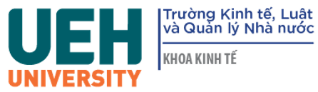 UEH
UNIVERSITY
Trường Kinh tế, Luật
và Quản lý Nhà nước
KHOA KINH TẾ